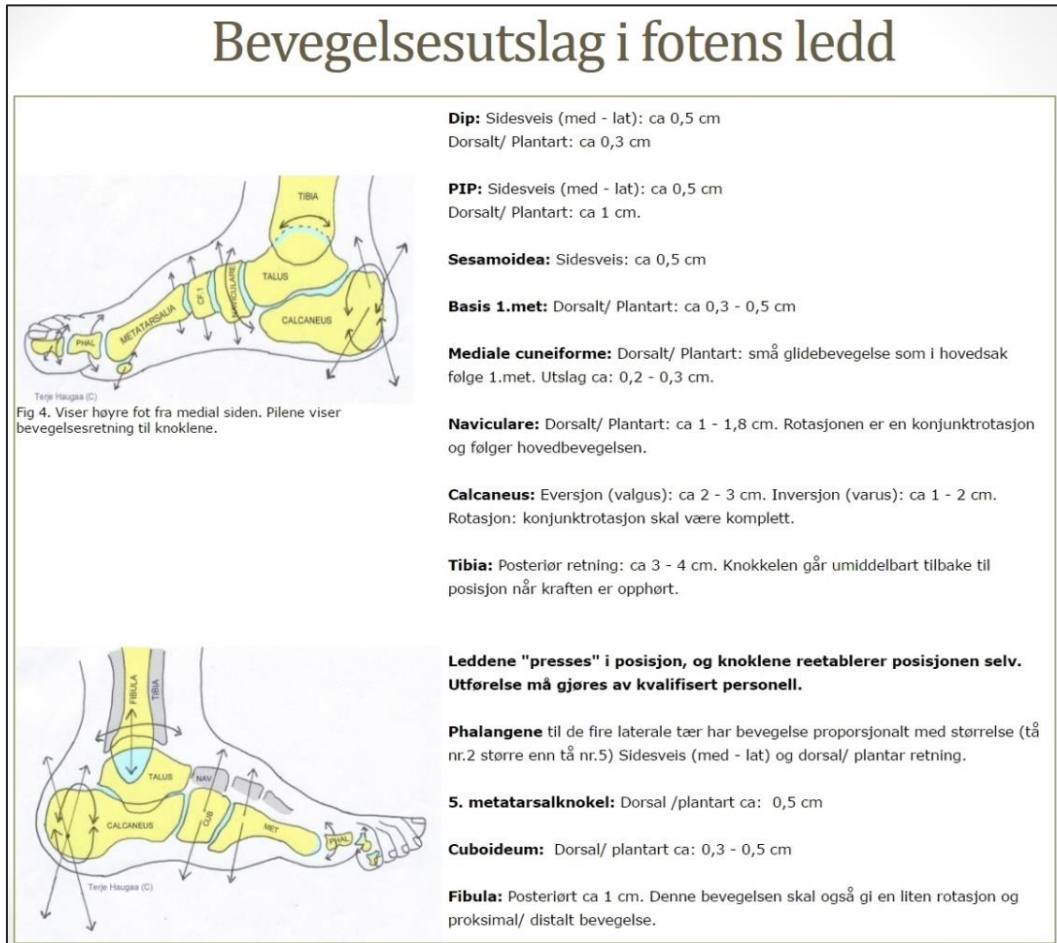 Bevegelsesutslag i fotens ledd
Dip: Sidesveis (med - lat): ca 0,5 cm
Dorsalt/ Plantart: ca 0,3 cm
PIP: Sidesveis (med - lat): ca 0,5 cm
Dorsalt/ Plantart: ca 1 cm.
Sesamoidea: Sidesveis: ca 0,5 cm
Basis 1.met: Dorsalt/ Plantart: ca 0,3 - 0,5 cm
Mediale cuneiforme: Dorsalt/ Plantart: små glidebevegelse som i hovedsak
følge 1.met. Utslag ca: 0,2 - 0,3 cm.
Naviculare: Dorsalt/ Plantart: ca 1 - 1,8 cm. Rotasjonen er en konjunktrotasjon
og følger hovedbevegelsen.
Calcaneus: Eversjon (valgus): ca 2 - 3 cm. Inversjon (varus): ca 1 - 2 cm.
Rotasjon: konjunktrotasjon skal være komplett.
Tibia: Posteriør retning: ca 3 - 4 cm. Knokkelen går umiddelbart tilbake til
posisjon når kraften er opphørt.
TIBIA
TALUS
NAVICULARE
CF.1
CALCANEUS
METATARSALIA
PHAL
Terje Haugaa (C)
Fig 4. Viser høyre fot fra medial siden. Pilene viser
bevegelsesretning til knoklene.
Leddene "presses" i posisjon, og knoklene reetablerer posisjonen selv.
Utførelse må gjøres av kvalifisert personell.
Phalangene til de fire laterale tær har bevegelse proporsjonalt med størrelse (tå
nr.2 større enn tå nr.5) Sidesveis (med - lat) og dorsal/ plantar retning.
5. metatarsalknokel: Dorsal /plantart ca: 0,5 cm
Cuboideum: Dorsal/ plantart ca: 0,3 - 0,5 cm
Fibula: Posteriørt ca 1 cm. Denne bevegelsen skal også gi en liten rotasjon og
proksimal/ distalt bevegelse.
FIBULA
TIBIA
TALUS
NAV
CALCANEUS
CUB
MET
PHAL
Terje Haugaa (C)